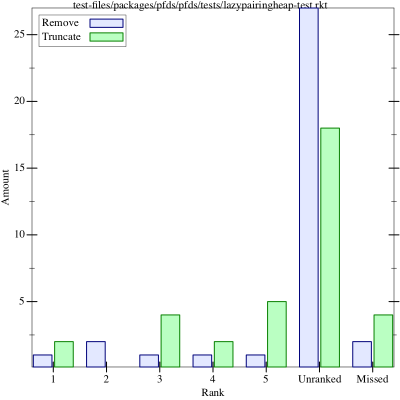 test-files/packages/pfds/pfds/tests/lazypairingheap-test.rkt
Remove
Truncate
25
20
15
10
5
Amount
1 2 3 4 5 Unranked Missed
Rank